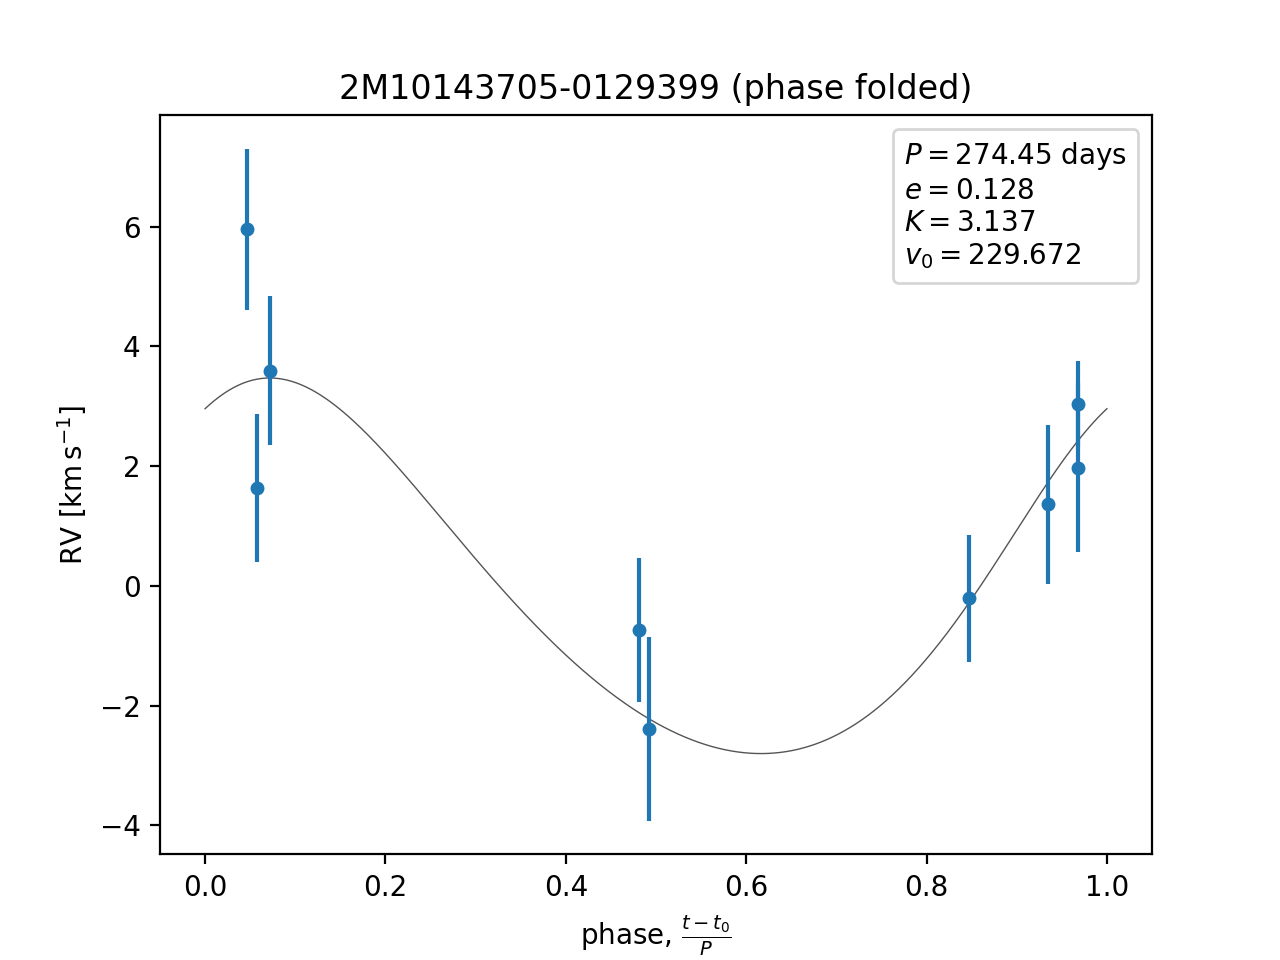 2M10143705-0129399 (phase folded)
P = 274.45 days
e = 0.128
K = 3.137
v₀ = 229.672
RV [km s⁻¹]
6
4
2
0
−2
−4
0.0 0.2 0.4 0.6 0.8 1.0
phase, (t − t₀)/P